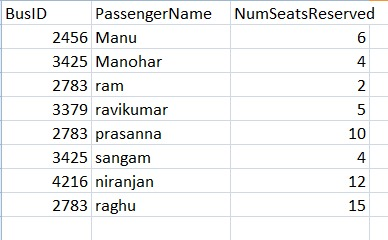 BusID PassengerName NumSeatsReserved
2456 Manu 6
3425 Manohar 4
2783 ram 2
3379 ravikumar 5
2783 prasanna 10
3425 sangam 4
4216 niranjan 12
2783 raghu 15